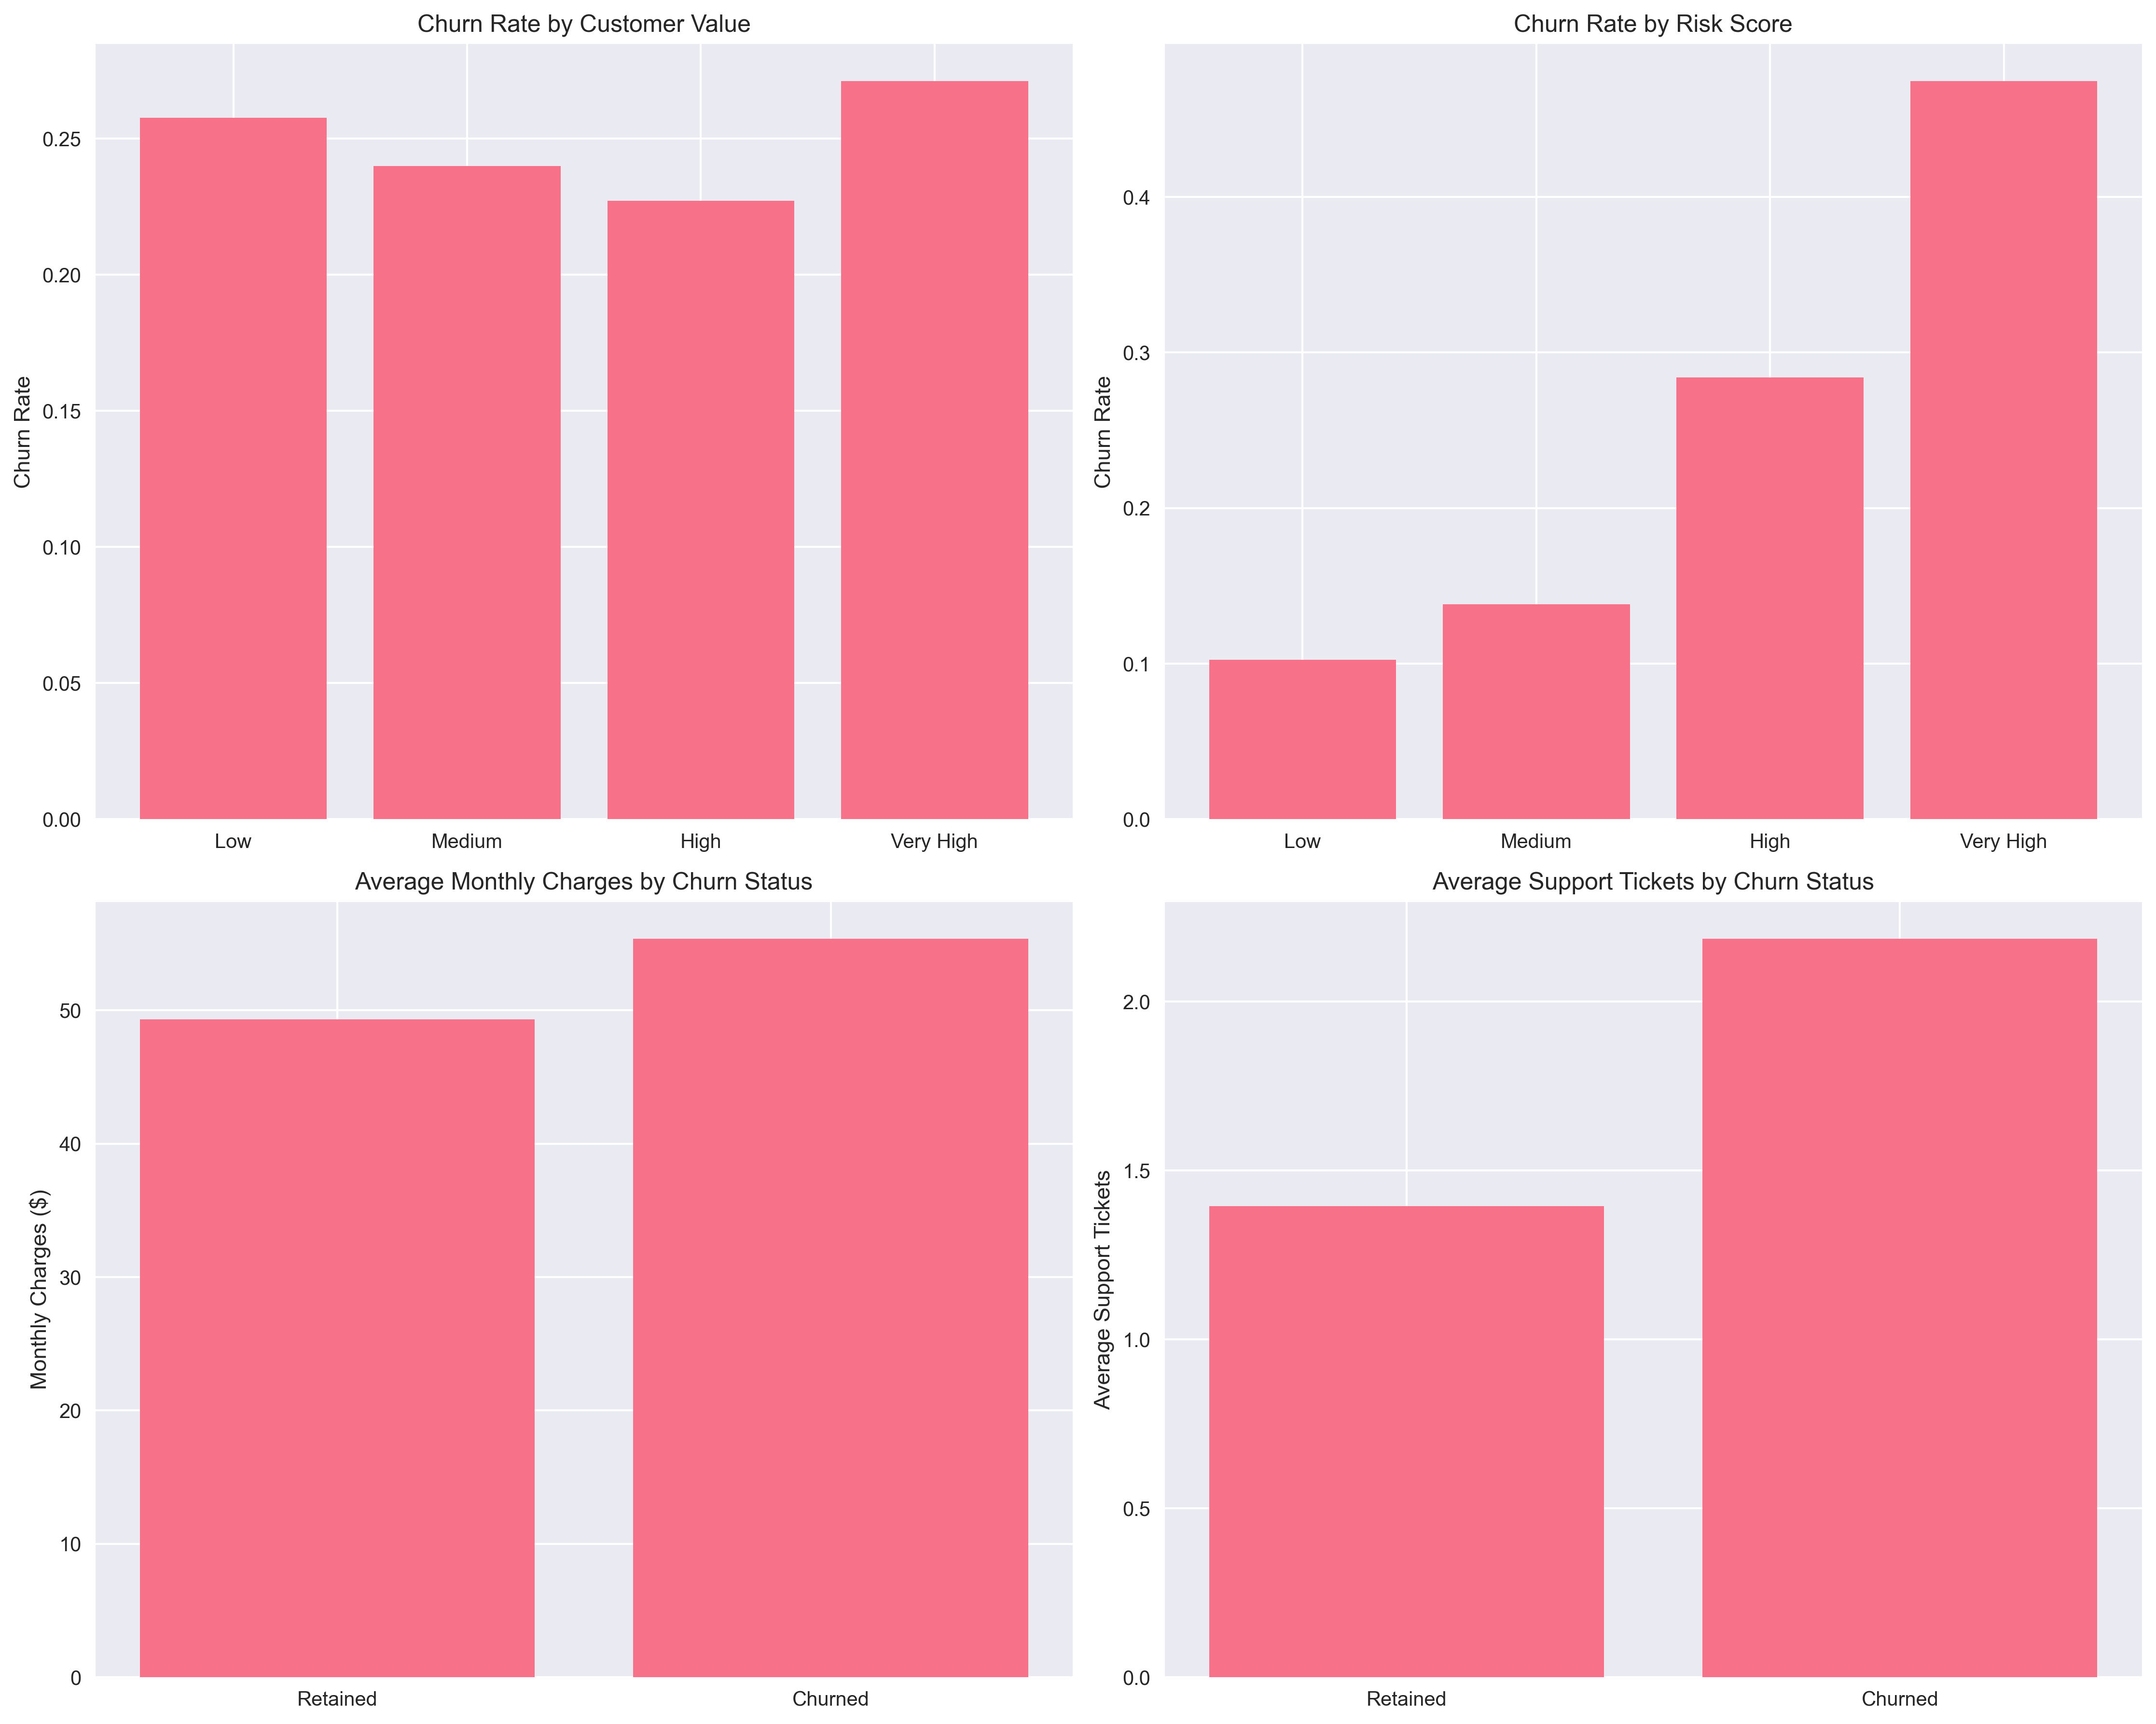 Churn Rate by Customer Value
Churn Rate
0.25
0.20
0.15
0.10
0.05
0.00
Low Medium High Very High
Churn Rate by Risk Score
Churn Rate
0.4
0.3
0.2
0.1
0.0
Low Medium High Very High
Average Monthly Charges by Churn Status
Monthly Charges ($)
50
40
30
20
10
0
Retained Churned
Average Support Tickets by Churn Status
Average Support Tickets
2.0
1.5
1.0
0.5
0.0
Retained Churned